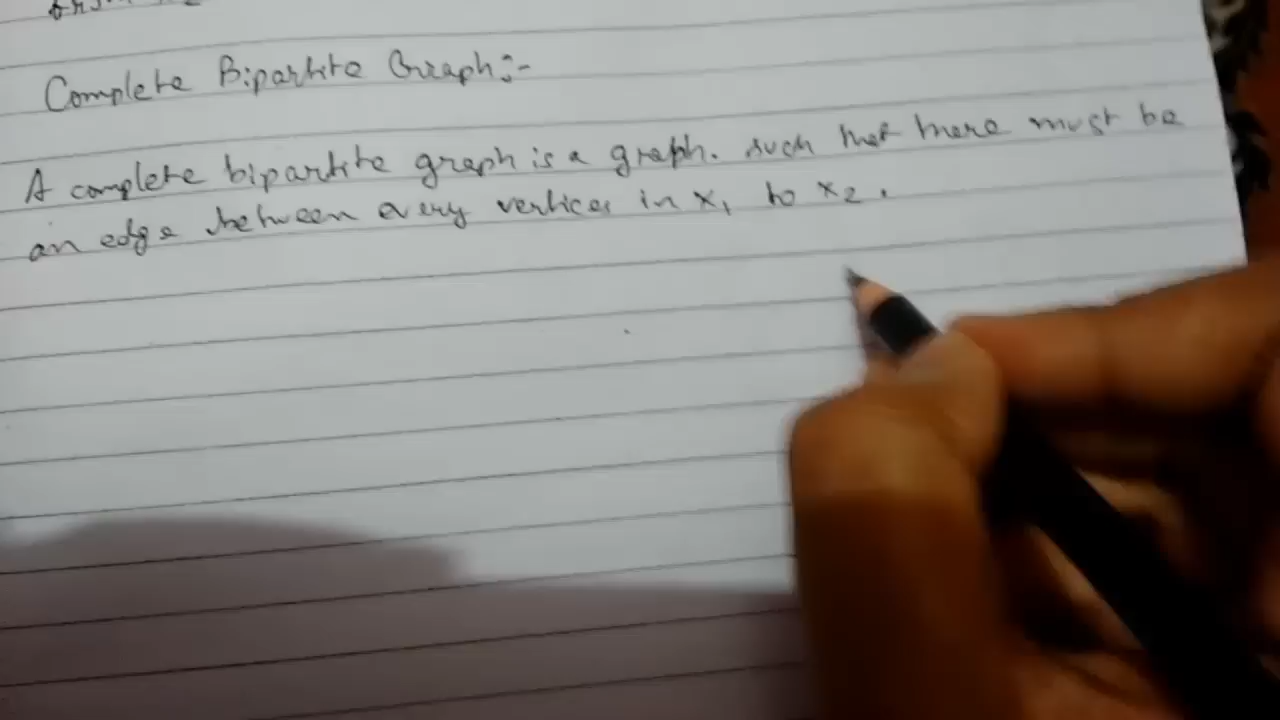 Complete Bipartite Graph:-
A complete bipartite graph is a graph. such that there must be
an edge between every vertices in x₁ to x₂.